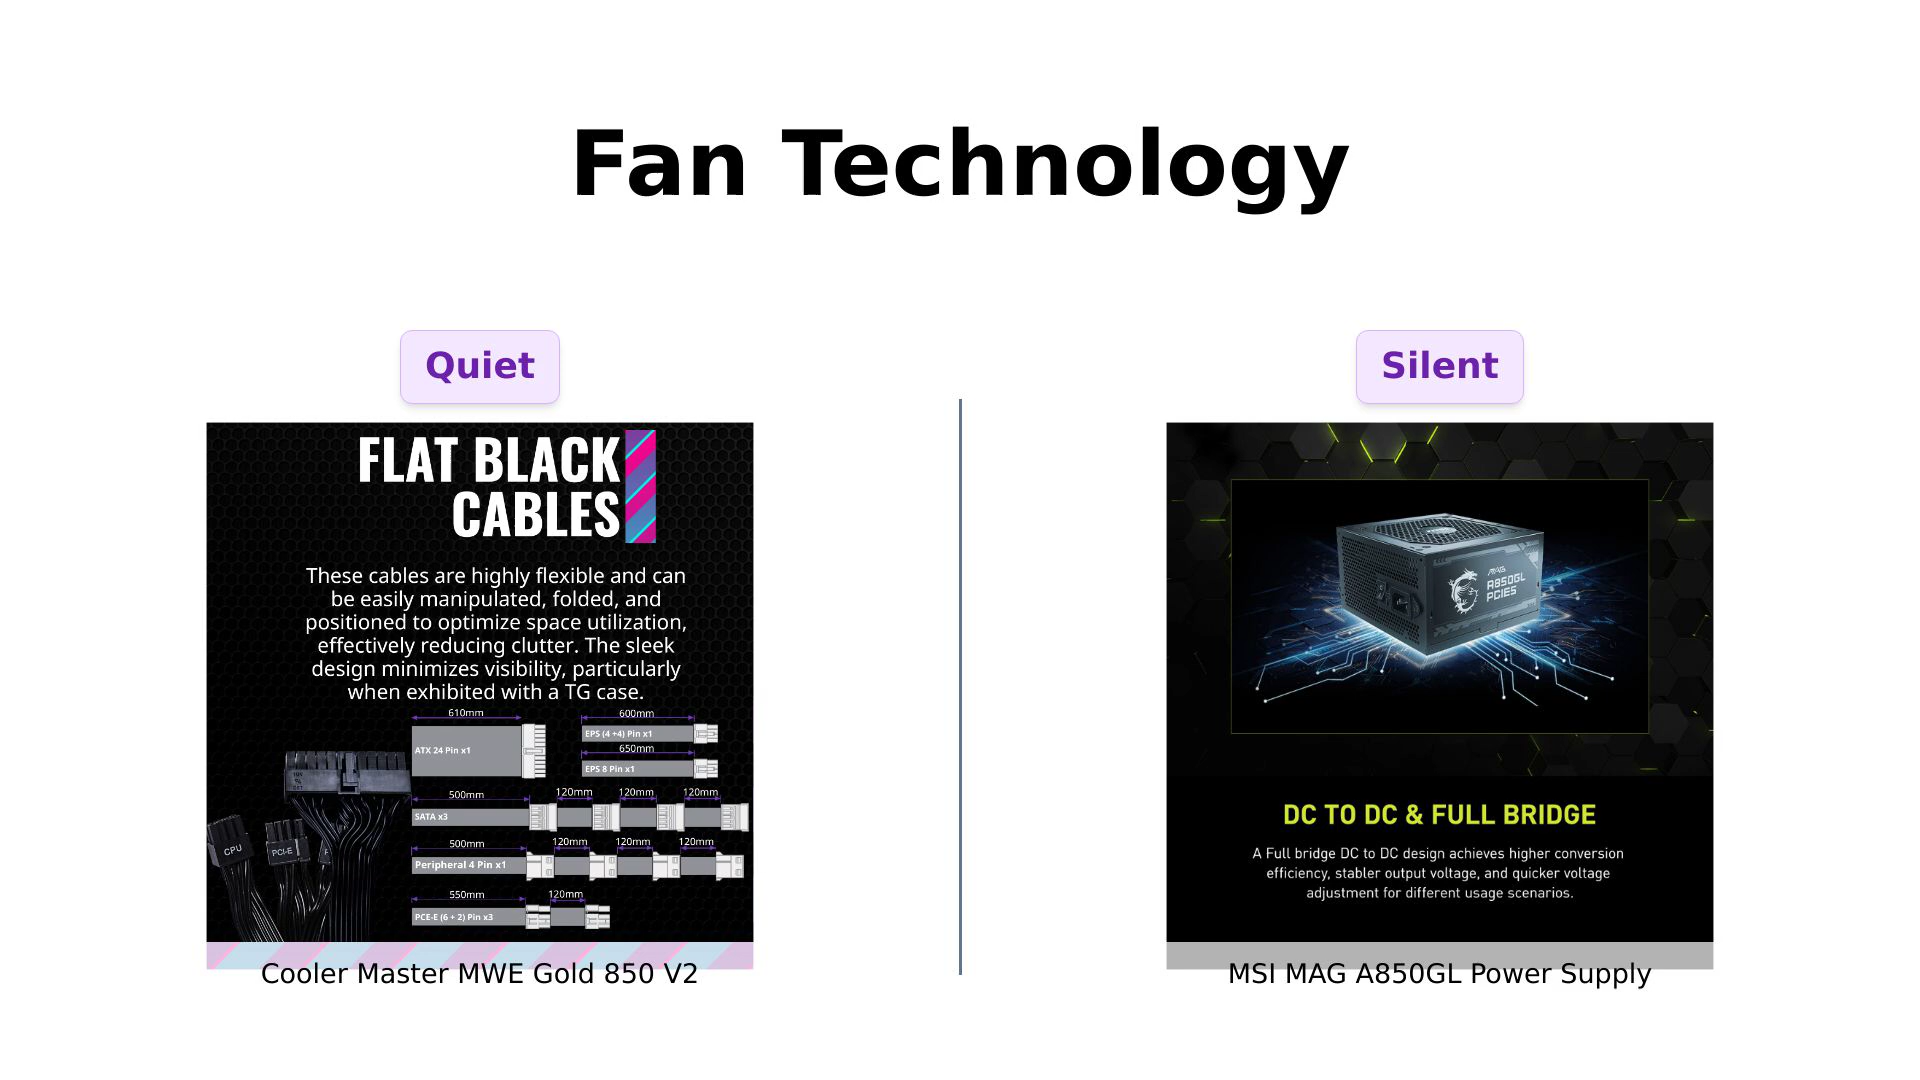 Fan Technology
Quiet
FLAT BLACK
CABLES
These cables are highly flexible and can
be easily manipulated, folded, and
positioned to optimize space utilization,
effectively reducing clutter. The sleek
design minimizes visibility, particularly
when exhibited with a TG case.
610mm
ATX 24 Pin x1
600mm
EPS (4 +4) Pin x1
650mm
EPS 8 Pin x1
500mm 120mm 120mm 120mm
SATA x3
500mm 120mm 120mm 120mm
Peripheral 4 Pin x1
550mm 120mm
PCE-E (6 + 2) Pin x3
CPU
PCI-E
Cooler Master MWE Gold 850 V2
Silent
MAG
A850GL
PCIE5
DC TO DC & FULL BRIDGE
A Full bridge DC to DC design achieves higher conversion
efficiency, stabler output voltage, and quicker voltage
adjustment for different usage scenarios.
MSI MAG A850GL Power Supply